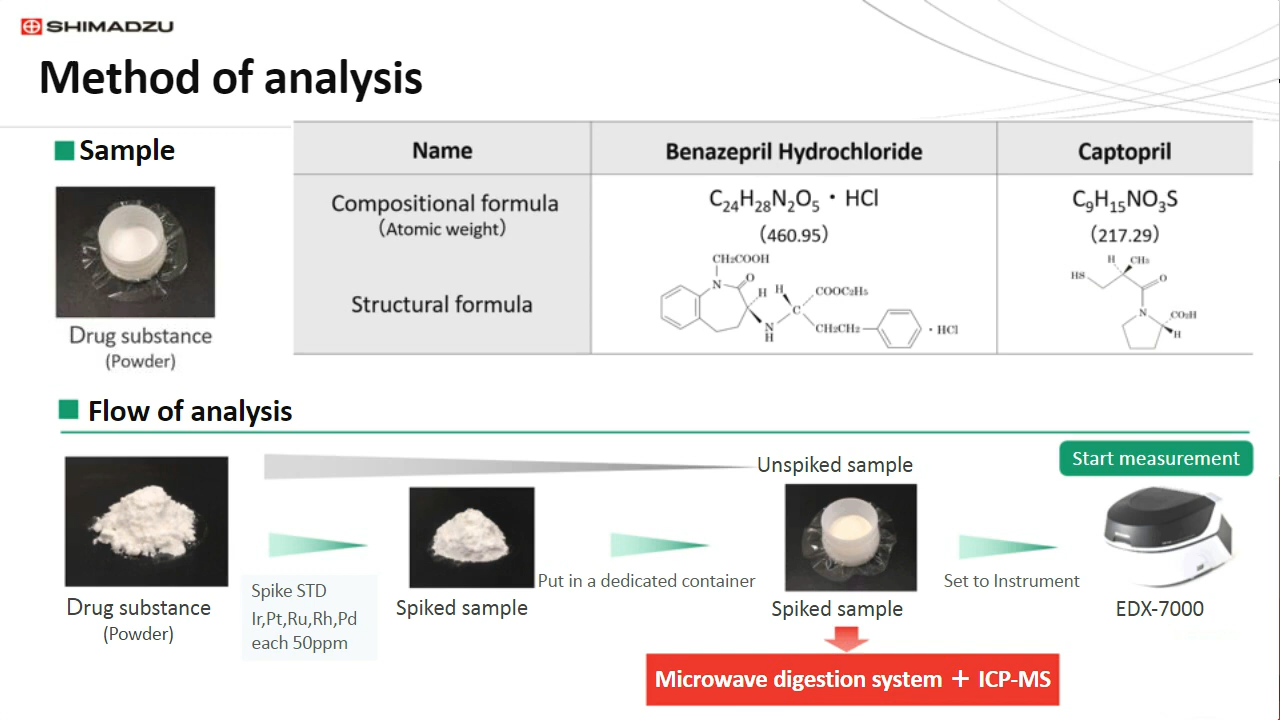 SHIMADZU
Method of analysis
Sample
Drug substance
(Powder)
Name
Benazepril Hydrochloride
Captopril
Compositional formula
(Atomic weight)
C₂₄H₂₈N₂O₅・HCl
(460.95)
C₉H₁₅NO₃S
(217.29)
Structural formula
CH₂COOH
N
O
H
H
COOC₂H₅
C
N
H
CH₂CH₂
・HCl
H
CH₃
HS
O
N
CO₂H
H
Flow of analysis
Drug substance
(Powder)
Spike STD
Ir,Pt,Ru,Rh,Pd
each 50ppm
Spiked sample
Put in a dedicated container
Unspiked sample
Spiked sample
Set to Instrument
Start measurement
EDX-7000
Microwave digestion system ＋ ICP-MS